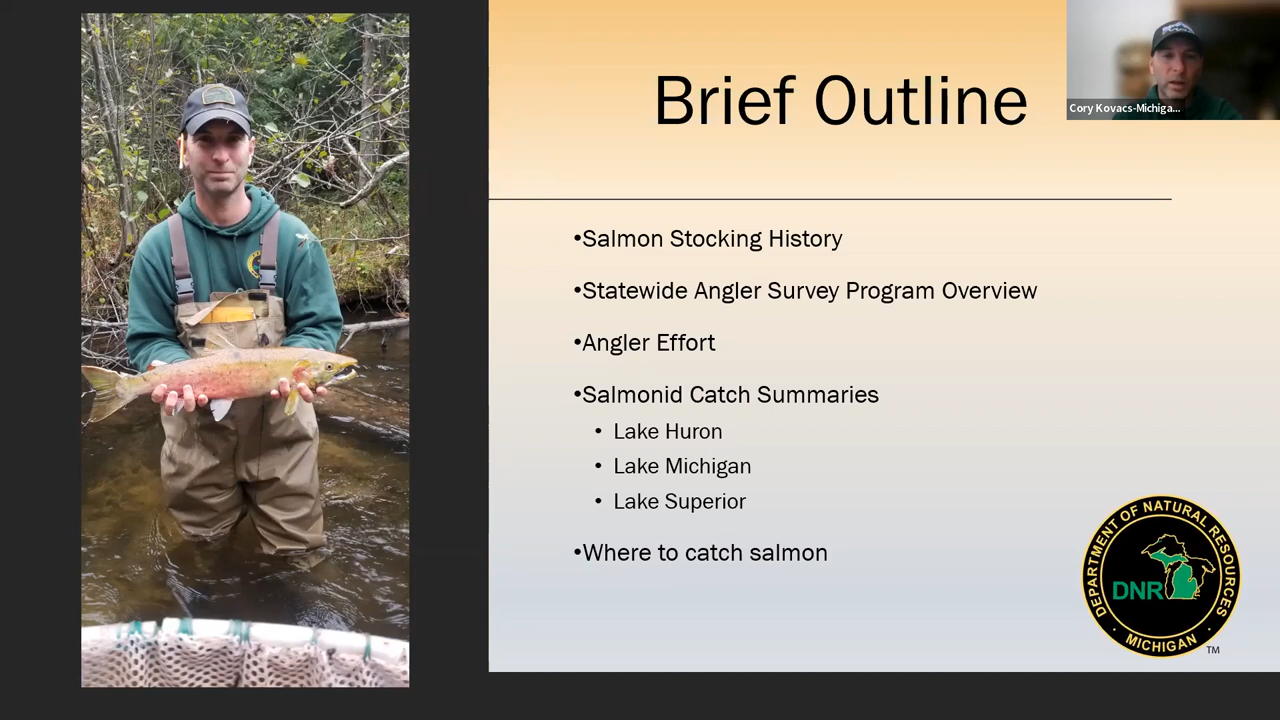 Brief Outline
Cory Kovacs-Michiga...
•Salmon Stocking History
•Statewide Angler Survey Program Overview
•Angler Effort
•Salmonid Catch Summaries
• Lake Huron
• Lake Michigan
• Lake Superior
•Where to catch salmon
DEPARTMENT OF NATURAL RESOURCES
DNR
· MICHIGAN ·
TM